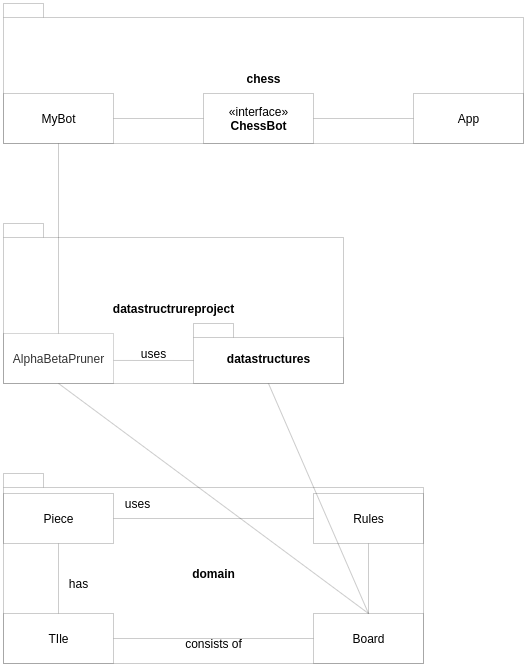 chess
MyBot
«interface»
ChessBot
App
datastructrureproject
AlphaBetaPruner
uses
datastructures
Piece
uses
Rules
has
domain
TIle
consists of
Board